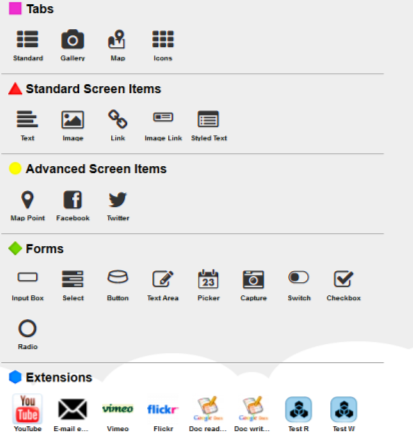 Tabs
Standard Gallery Map Icons
Standard Screen Items
Text Image Link Image Link Styled Text
Advanced Screen Items
f
Map Point Facebook Twitter
Forms
23
Input Box Select Button Text Area Picker Capture Switch Checkbox
Radio
Extensions
You
Tube vimeo flickr
YouTube E-mail e... Vimeo Flickr Doc read... Doc writ... Test R Test W